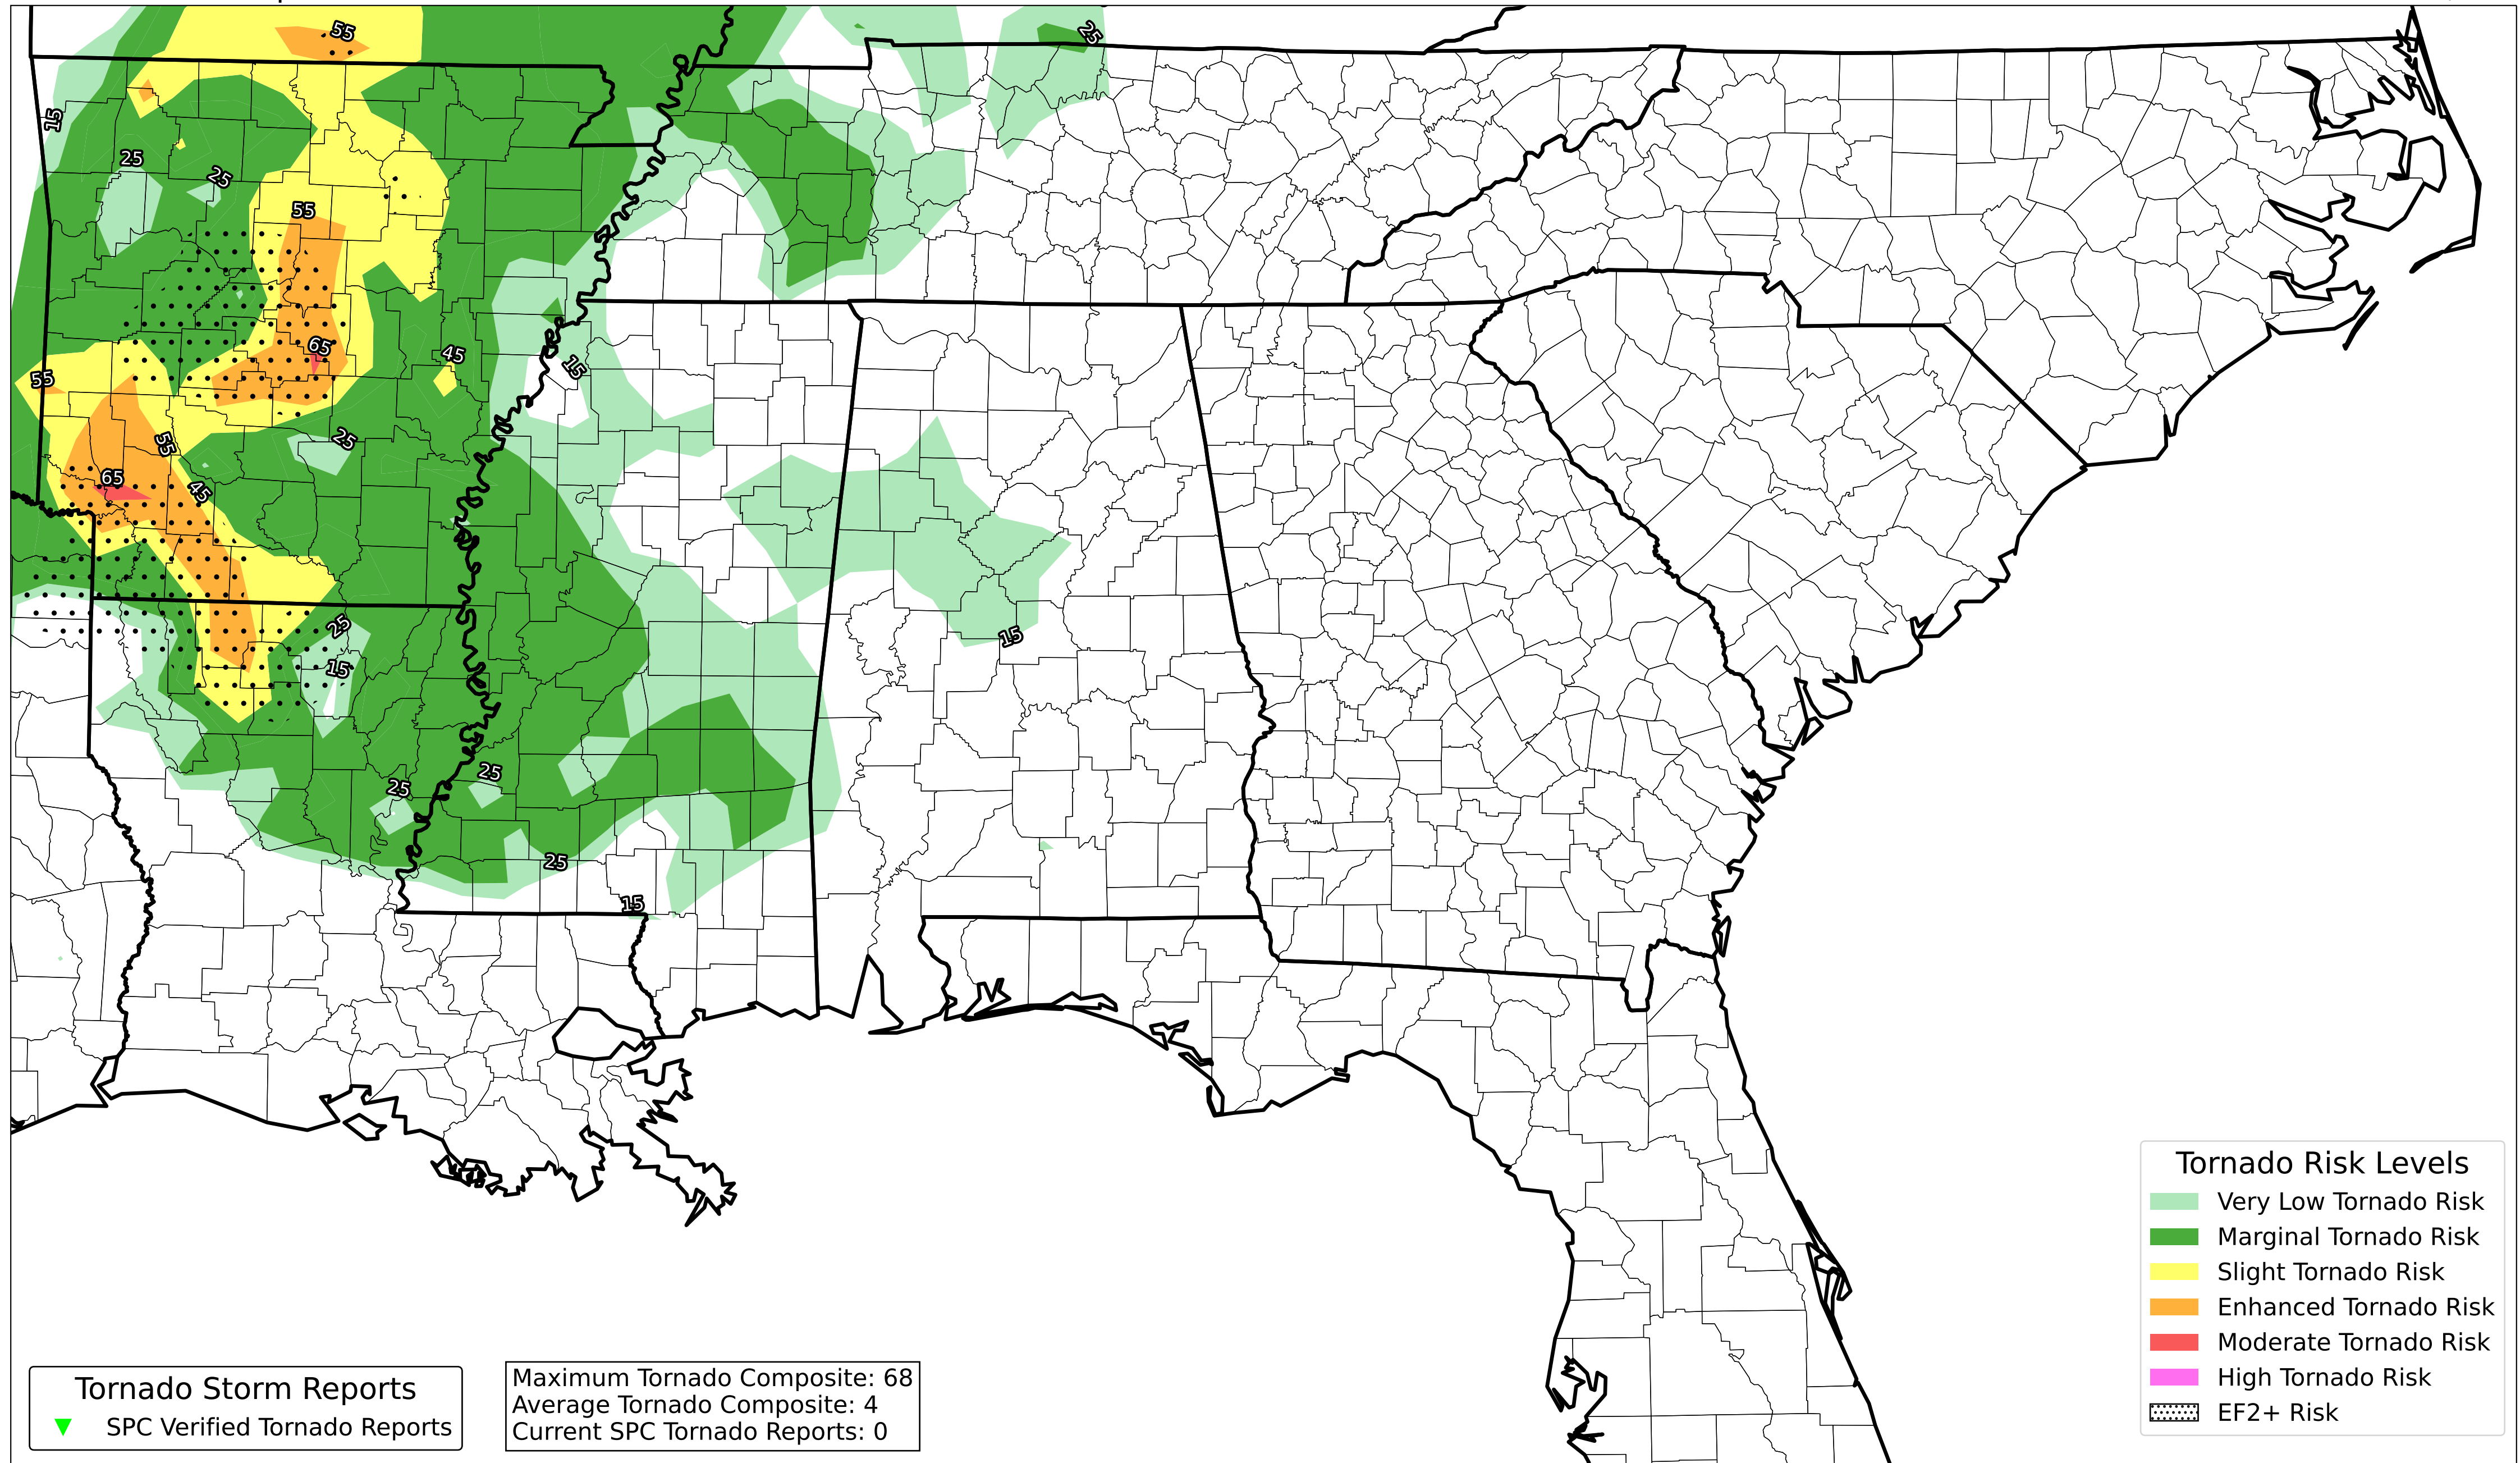 55
25
15
25
25
55
65
45
15
55
25
55
65
45
25
15
15
25
25
25
15
Tornado Risk Levels
Very Low Tornado Risk
Marginal Tornado Risk
Slight Tornado Risk
Enhanced Tornado Risk
Moderate Tornado Risk
High Tornado Risk
EF2+ Risk
Tornado Storm Reports
SPC Verified Tornado Reports
Maximum Tornado Composite: 68
Average Tornado Composite: 4
Current SPC Tornado Reports: 0